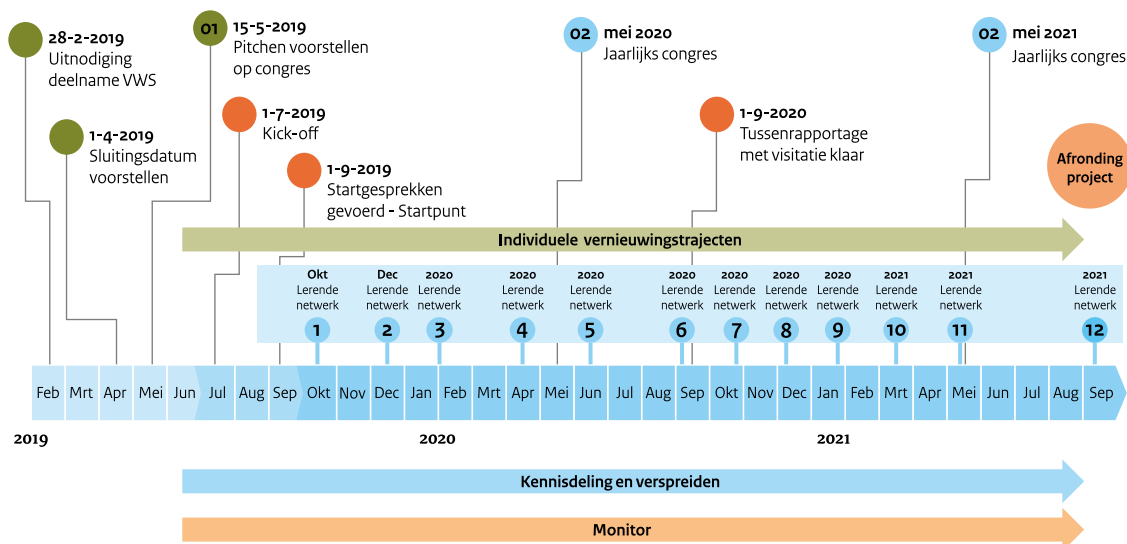 28-2-2019
Uitnodiging
deelname VWS
01
15-5-2019
Pitchen voorstellen
op congres
02
mei 2020
Jaarlijks congres
02
mei 2021
Jaarlijks congres
1-4-2019
Sluitingsdatum
voorstellen
1-7-2019
Kick-off
1-9-2019
Startgesprekken
gevoerd - Startpunt
1-9-2020
Tussenrapportage
met visitatie klaar
Afronding
project
Individuele vernieuwingstrajecten
Okt
Lerende
netwerk
1
Dec
Lerende
netwerk
2
2020
Lerende
netwerk
3
2020
Lerende
netwerk
4
2020
Lerende
netwerk
5
2020
Lerende
netwerk
6
2020
Lerende
netwerk
7
2020
Lerende
netwerk
8
2020
Lerende
netwerk
9
2021
Lerende
netwerk
10
2021
Lerende
netwerk
11
2021
Lerende
netwerk
12
Feb Mrt Apr Mei Jun Jul Aug Sep Okt Nov Dec Jan Feb Mrt Apr Mei Jun Jul Aug Sep Okt Nov Dec Jan Feb Mrt Apr Mei Jun Jul Aug Sep
2019 2020 2021
Kennisdeling en verspreiden
Monitor